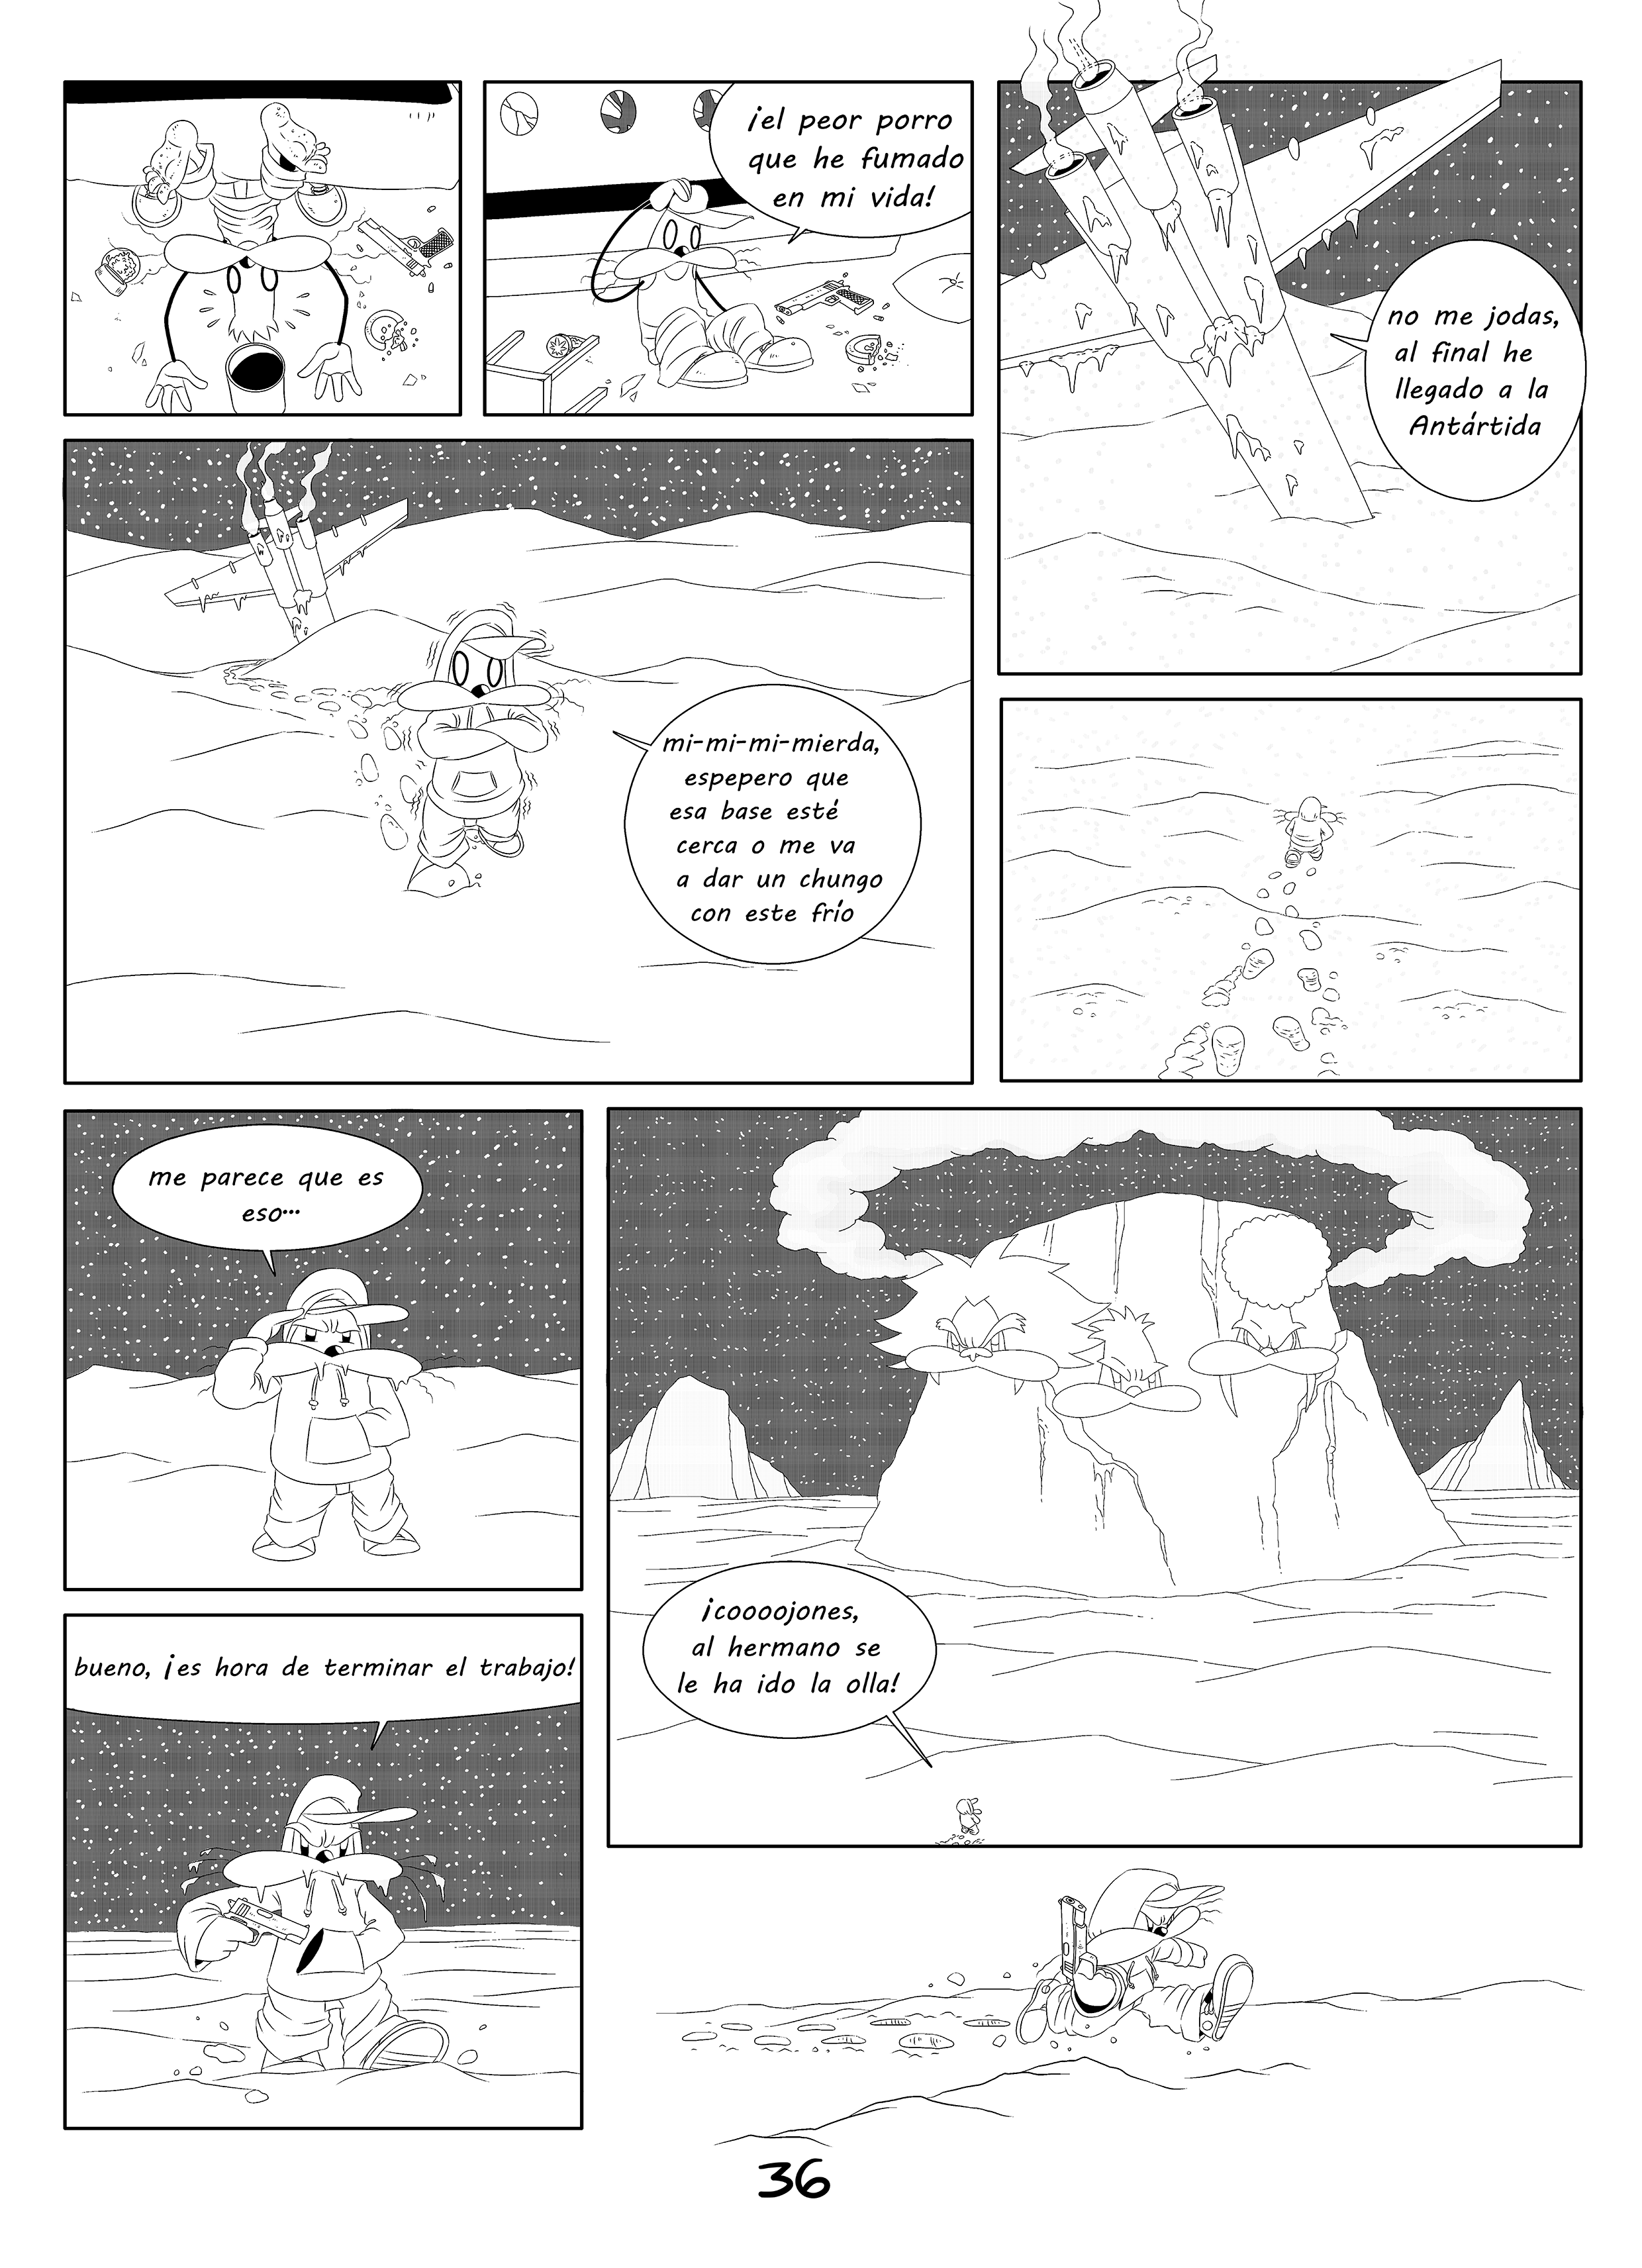 ¡el peor porro
que he fumado
en mi vida!
no me jodas,
al final he
llegado a la
Antártida
mi-mi-mi-mierda,
espepero que
esa base esté
cerca o me va
a dar un chungo
con este frío
me parece que es
eso...
¡coooojones,
al hermano se
le ha ido la olla!
bueno, ¡es hora de terminar el trabajo!
36